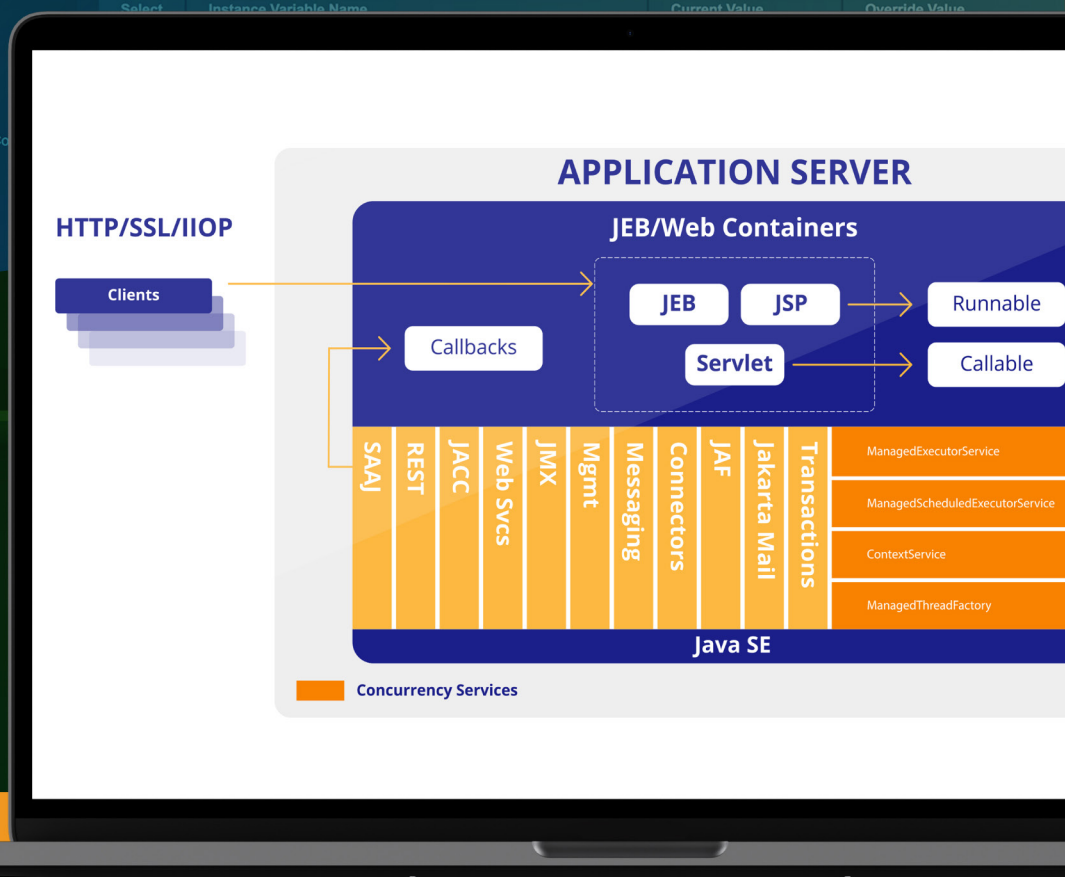 Select Instance Variable Name Current Value Override Value
APPLICATION SERVER
HTTP/SSL/IIOP
JEB/Web Containers
Clients
JEB
JSP
Runnable
Callbacks
Servlet
Callable
SAAJ
REST
JACC
Web Svcs
JMX
Mgmt
Messaging
Connectors
JAF
Jakarta Mail
Transactions
ManagedExecutorService
ManagedScheduledExecutorService
ContextService
ManagedThreadFactory
Java SE
Concurrency Services